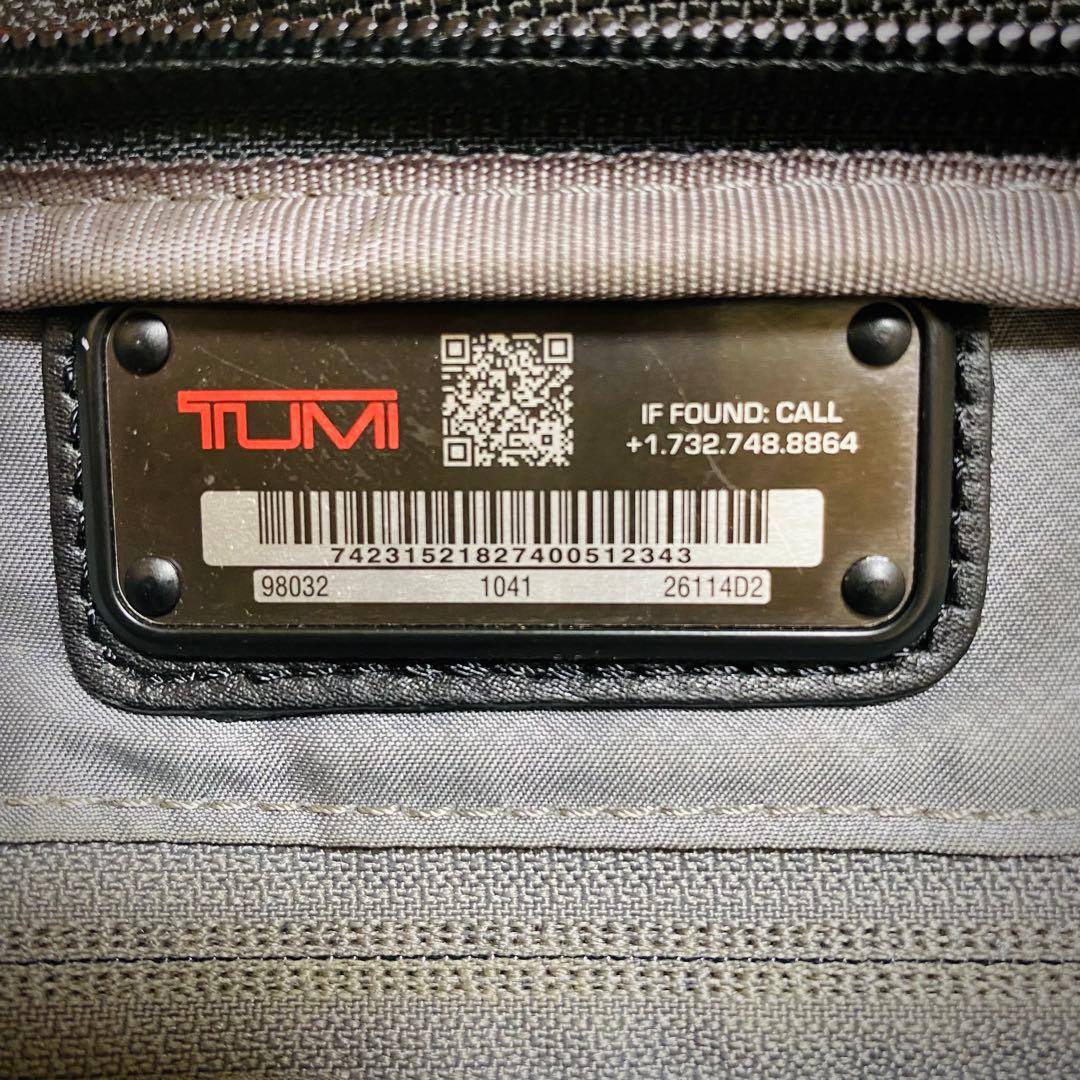 TUMI
IF FOUND: CALL
+1.732.748.8864
74231521827400512343
98032 1041 26114D2